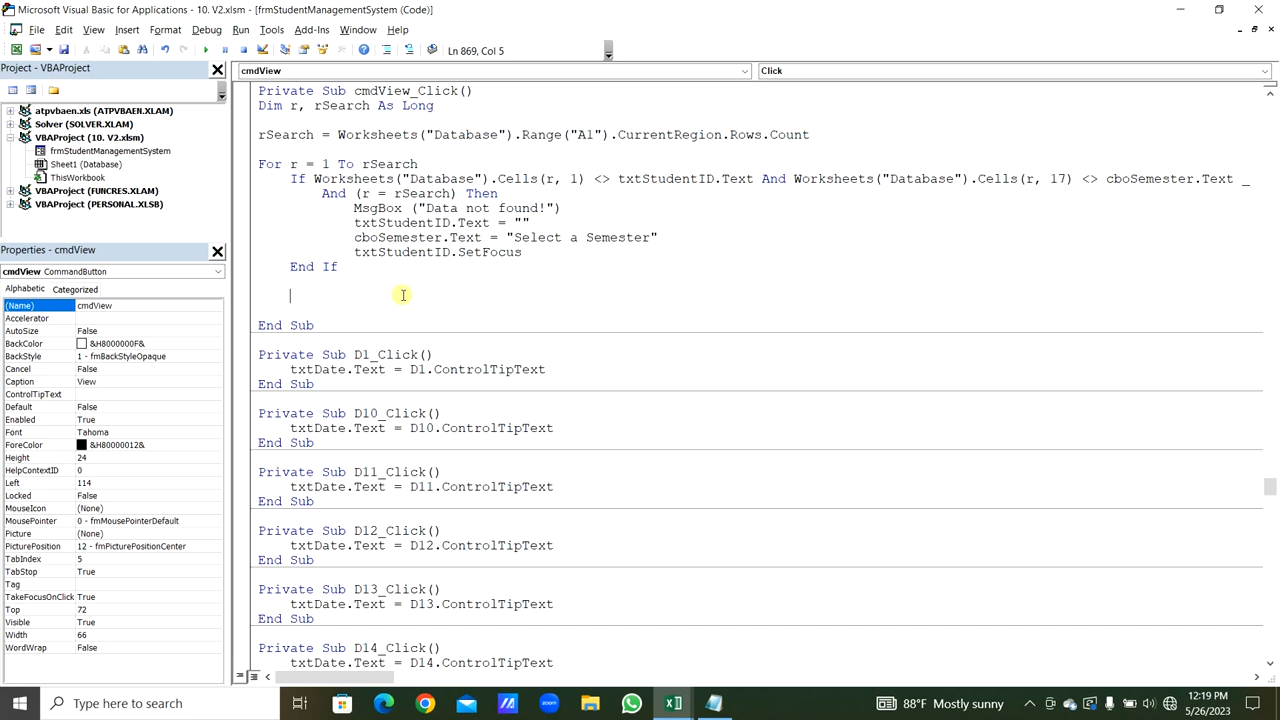 Microsoft Visual Basic for Applications - 10. V2.xlsm - [frmStudentManagementSystem (Code)]
File Edit View Insert Format Debug Run Tools Add-Ins Window Help
Ln 869, Col 5
Project - VBAProject
cmdView
Click
atpvbaen.xls (ATPVBAEN.XLAM)
Solver (SOLVER.XLAM)
VBAProject (10. V2.xlsm)
frmStudentManagementSystem
Sheet1 (Database)
ThisWorkbook
VBAProject (FUNCRES.XLAM)
VBAProject (PERSONAL.XLSB)
Properties - cmdView
cmdView CommandButton
Alphabetic Categorized
(Name) cmdView
Accelerator
AutoSize False
BackColor &H8000000F&
BackStyle 1 - fmBackStyleOpaque
Cancel False
Caption View
ControlTipText
Default False
Enabled True
Font Tahoma
ForeColor &H80000012&
Height 24
HelpContextID 0
Left 114
Locked False
MouseIcon (None)
MousePointer 0 - fmMousePointerDefault
Picture (None)
PicturePosition 12 - fmPicturePositionCenter
TabIndex 5
TabStop True
Tag
TakeFocusOnClick True
Top 72
Visible True
Width 66
WordWrap False
Private Sub cmdView_Click()
Dim r, rSearch As Long
rSearch = Worksheets("Database").Range("A1").CurrentRegion.Rows.Count
For r = 1 To rSearch
If Worksheets("Database").Cells(r, 1) <> txtStudentID.Text And Worksheets("Database").Cells(r, 17) <> cboSemester.Text _
And (r = rSearch) Then
MsgBox ("Data not found!")
txtStudentID.Text = ""
cboSemester.Text = "Select a Semester"
txtStudentID.SetFocus
End If
End Sub
Private Sub D1_Click()
txtDate.Text = D1.ControlTipText
End Sub
Private Sub D10_Click()
txtDate.Text = D10.ControlTipText
End Sub
Private Sub D11_Click()
txtDate.Text = D11.ControlTipText
End Sub
Private Sub D12_Click()
txtDate.Text = D12.ControlTipText
End Sub
Private Sub D13_Click()
txtDate.Text = D13.ControlTipText
End Sub
Private Sub D14_Click()
txtDate.Text = D14.ControlTipText
Type here to search
zoom
88°F Mostly sunny
12:19 PM
5/26/2023